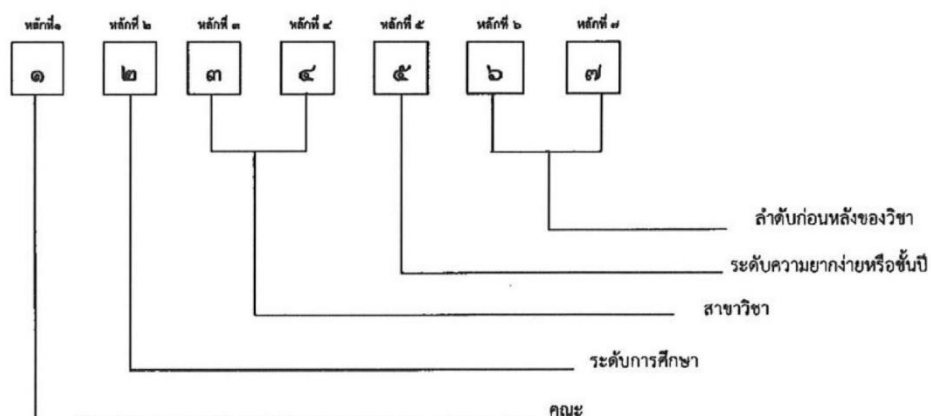 หลักที่๑ หลักที่ ๒ หลักที่ ๓ หลักที่ ๔ หลักที่ ๕ หลักที่ ๖ หลักที่ ๗
๑ ๒ ๓ ๔ ๕ ๖ ๗
ลำดับก่อนหลังของวิชา
ระดับความยากง่ายหรือชั้นปี
สาขาวิชา
ระดับการศึกษา
คณะ